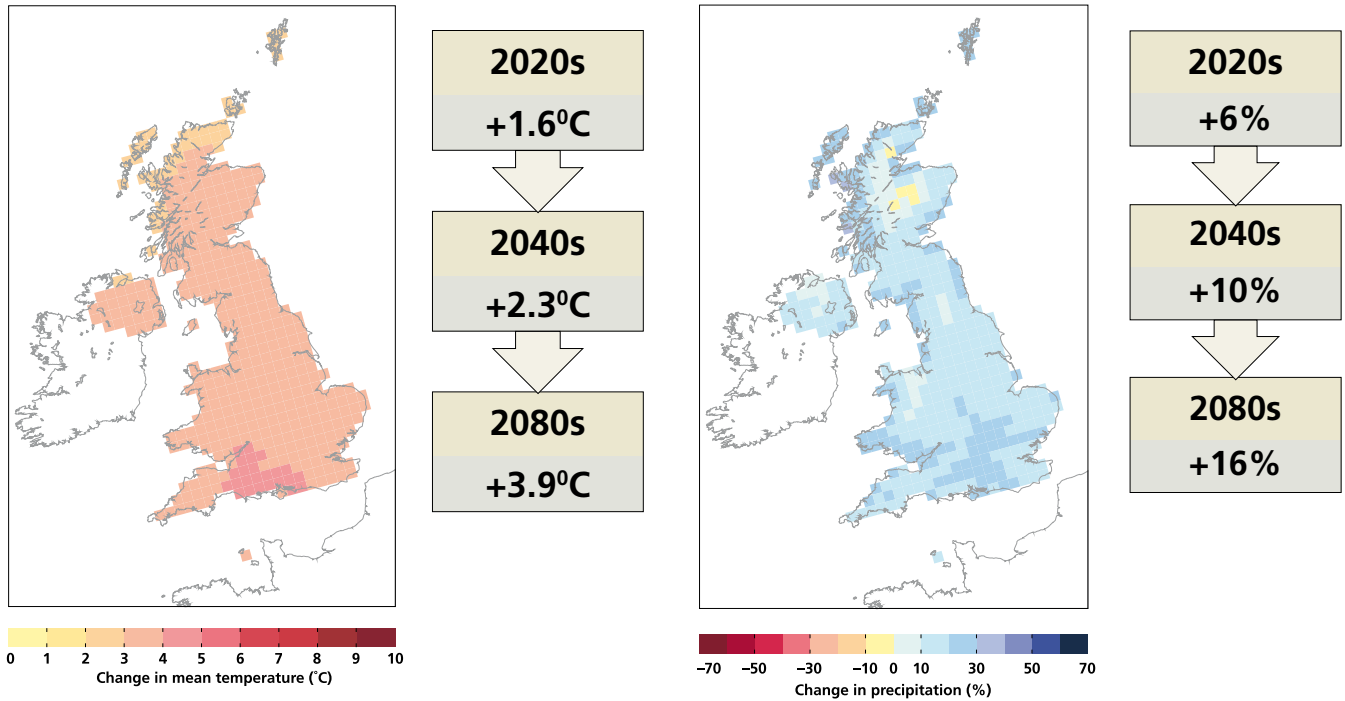 2020s
+1.6⁰C
2040s
+2.3⁰C
2080s
+3.9⁰C
0 1 2 3 4 5 6 7 8 9 10
Change in mean temperature (˚C)
2020s
+6%
2040s
+10%
2080s
+16%
−70 −50 −30 −10 0 10 30 50 70
Change in precipitation (%)